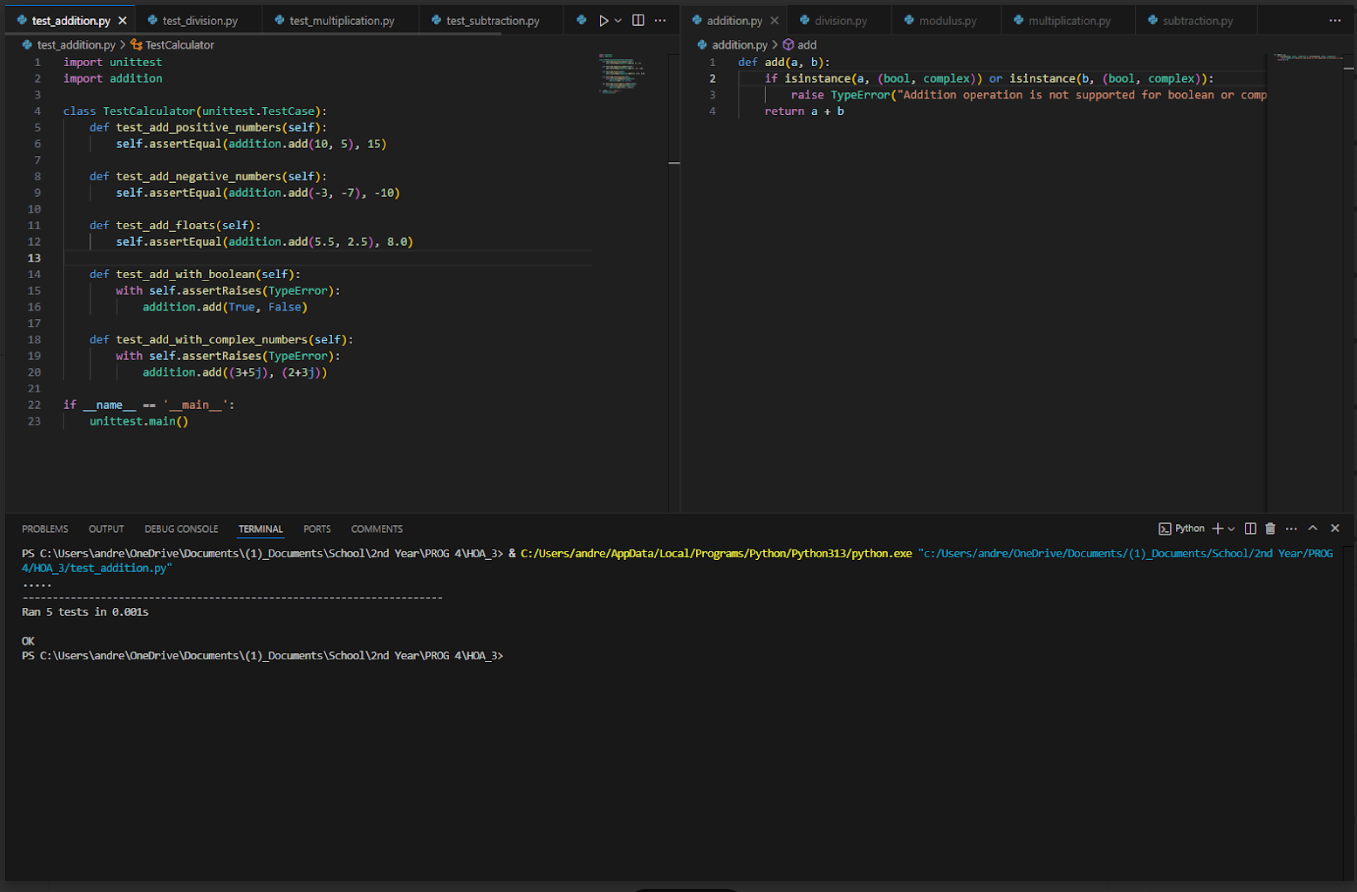 test_addition.py
test_division.py
test_multiplication.py
test_subtraction.py
addition.py
division.py
modulus.py
multiplication.py
subtraction.py
test_addition.py > TestCalculator
1 import unittest
2 import addition
3
4 class TestCalculator(unittest.TestCase):
5 def test_add_positive_numbers(self):
6 self.assertEqual(addition.add(10, 5), 15)
7
8 def test_add_negative_numbers(self):
9 self.assertEqual(addition.add(-3, -7), -10)
10
11 def test_add_floats(self):
12 self.assertEqual(addition.add(5.5, 2.5), 8.0)
13
14 def test_add_with_boolean(self):
15 with self.assertRaises(TypeError):
16 addition.add(True, False)
17
18 def test_add_with_complex_numbers(self):
19 with self.assertRaises(TypeError):
20 addition.add((3+5j), (2+3j))
21
22 if __name__ == '__main__':
23 unittest.main()
addition.py > add
1 def add(a, b):
2 if isinstance(a, (bool, complex)) or isinstance(b, (bool, complex)):
3 raise TypeError("Addition operation is not supported for boolean or comp
4 return a + b
PROBLEMS OUTPUT DEBUG CONSOLE TERMINAL PORTS COMMENTS
Python
PS C:\Users\andre\OneDrive\Documents\(1)_Documents\School\2nd Year\PROG 4\HOA_3> & C:/Users/andre/AppData/Local/Programs/Python/Python313/python.exe "c:/Users/andre/OneDrive/Documents/(1)_Documents/School/2nd Year/PROG
4/HOA_3/test_addition.py"
.....
----------------------------------------------------------------------
Ran 5 tests in 0.001s
OK
PS C:\Users\andre\OneDrive\Documents\(1)_Documents\School\2nd Year\PROG 4\HOA_3>